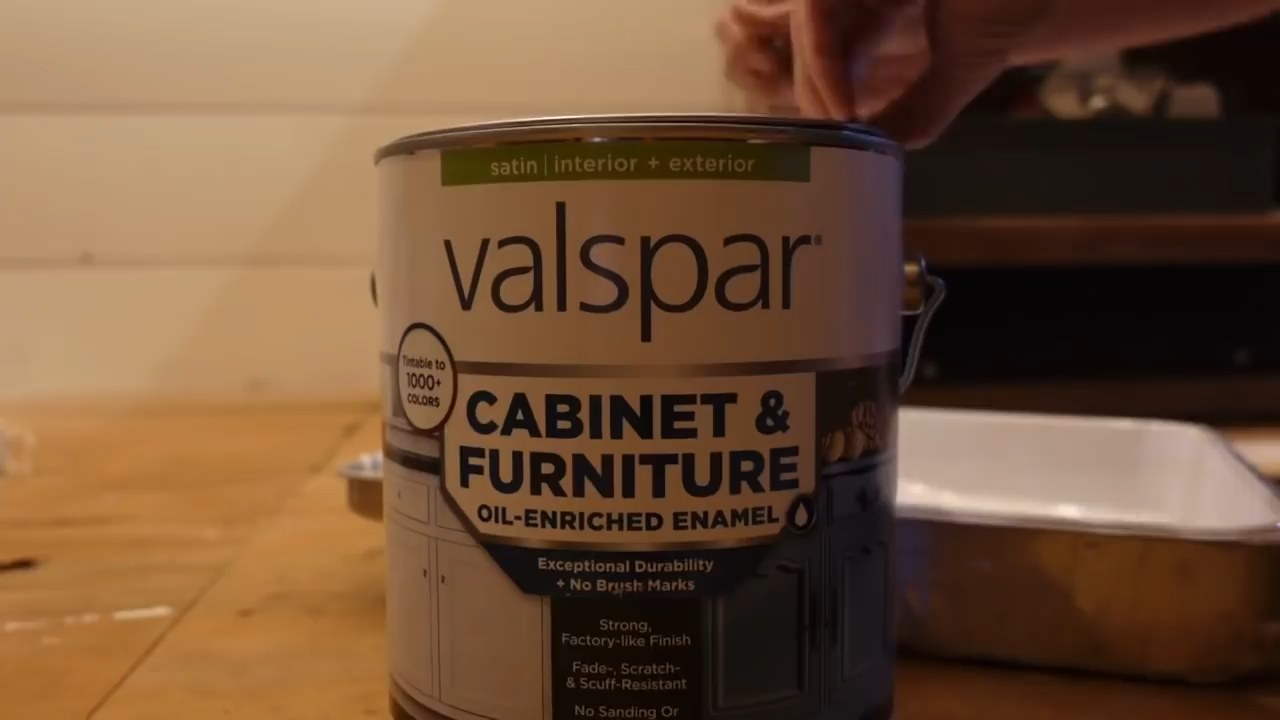 satin | interior + exterior
valspar®
Tintable to
1000+
COLORS
CABINET &
FURNITURE
OIL-ENRICHED ENAMEL
Exceptional Durability
+ No Brush Marks
Strong,
Factory-like Finish
Fade-, Scratch-
& Scuff-Resistant
No Sanding Or